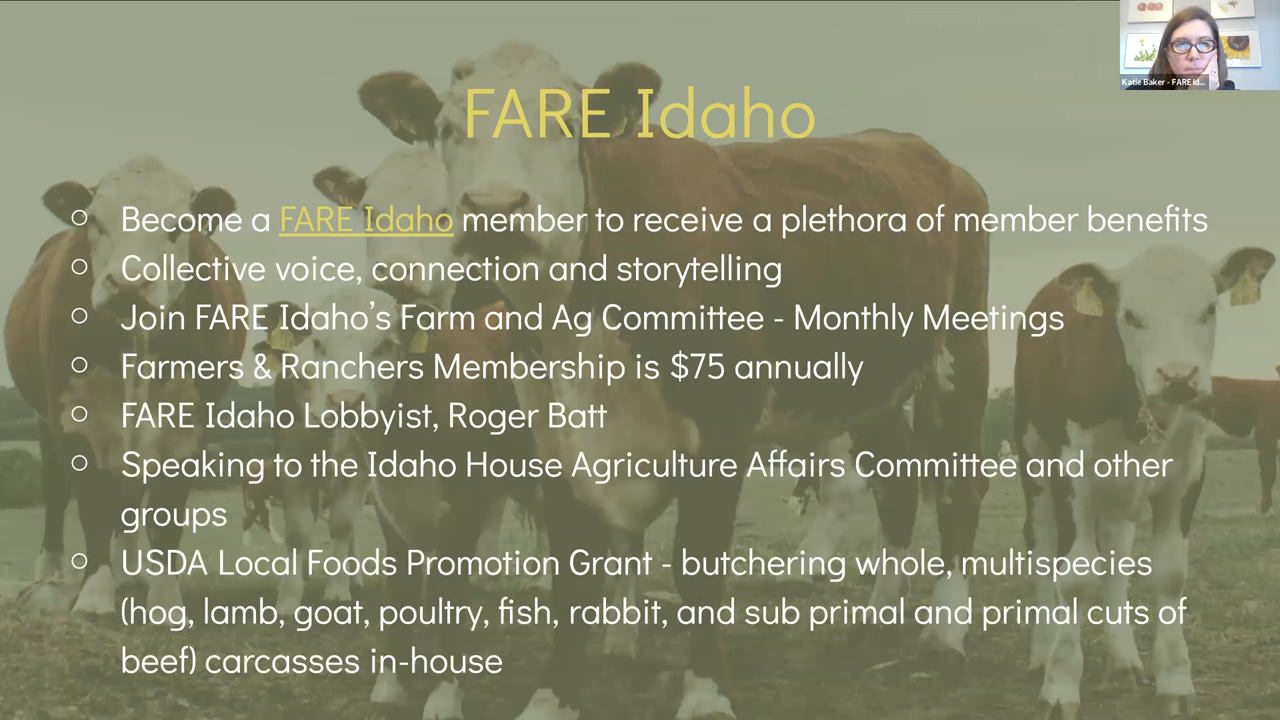 Katie Baker - FARE Id...
FARE Idaho
○ Become a FARE Idaho member to receive a plethora of member benefits
○ Collective voice, connection and storytelling
○ Join FARE Idaho’s Farm and Ag Committee - Monthly Meetings
○ Farmers & Ranchers Membership is $75 annually
○ FARE Idaho Lobbyist, Roger Batt
○ Speaking to the Idaho House Agriculture Affairs Committee and other
groups
○ USDA Local Foods Promotion Grant - butchering whole, multispecies
(hog, lamb, goat, poultry, fish, rabbit, and sub primal and primal cuts of
beef) carcasses in-house